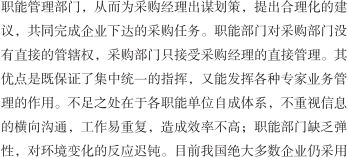 职能管理部门，从而为采购经理出谋划策，提出合理化的建
议，共同完成企业下达的采购任务。职能部门对采购部门没
有直接的管辖权，采购部门只接受采购经理的直接管理。其
优点是既保证了集中统一的指挥，又能发挥各种专家业务管
理的作用。不足之处在于各职能单位自成体系，不重视信息
的横向沟通，工作易重复，造成效率不高；职能部门缺乏弹
性，对环境变化的反应迟钝。目前我国绝大多数企业仍采用